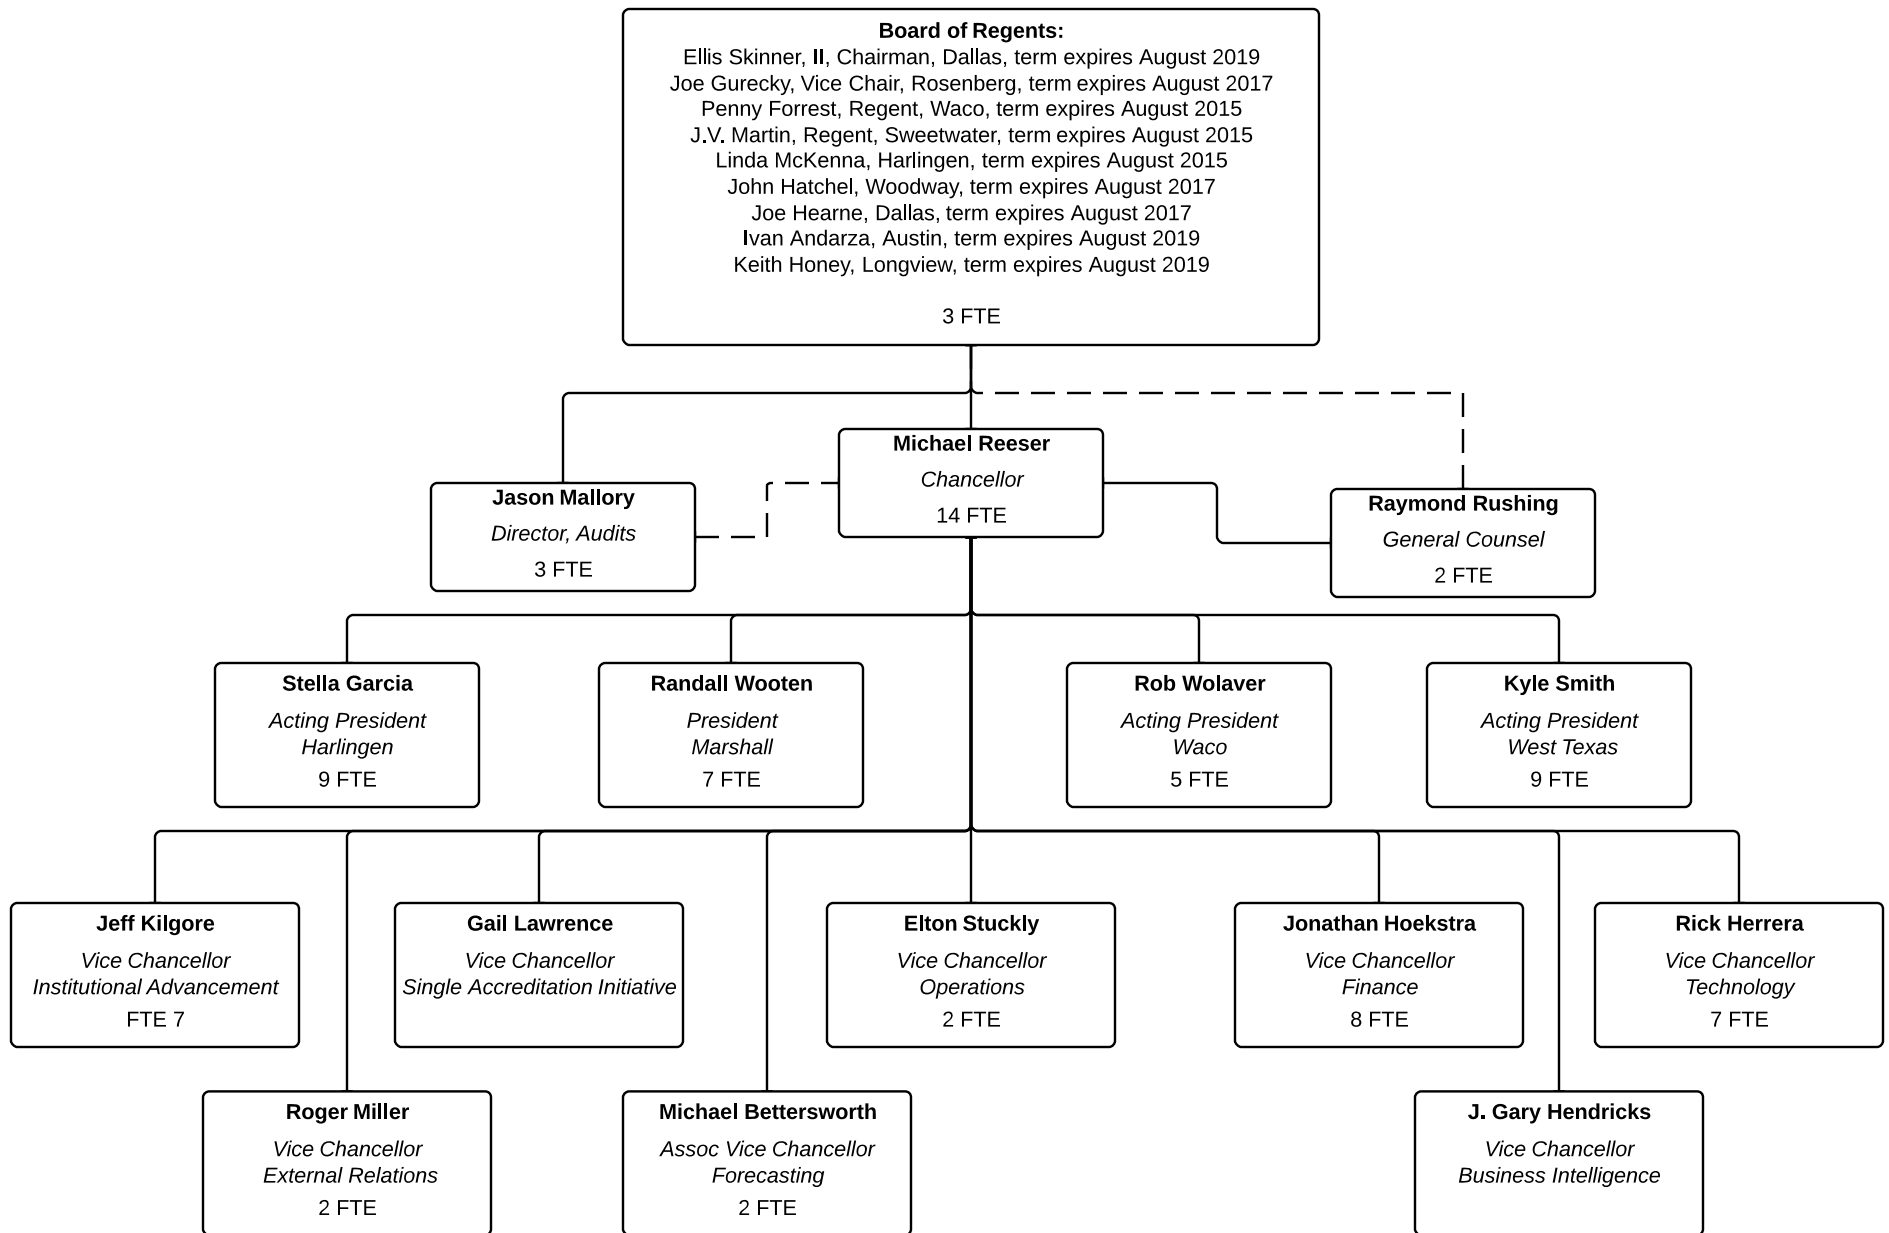 Board of Regents:
Ellis Skinner, II, Chairman, Dallas, term expires August 2019
Joe Gurecky, Vice Chair, Rosenberg, term expires August 2017
Penny Forrest, Regent, Waco, term expires August 2015
J.V. Martin, Regent, Sweetwater, term expires August 2015
Linda McKenna, Harlingen, term expires August 2015
John Hatchel, Woodway, term expires August 2017
Joe Hearne, Dallas, term expires August 2017
Ivan Andarza, Austin, term expires August 2019
Keith Honey, Longview, term expires August 2019
3 FTE
Michael Reeser
Chancellor
14 FTE
Jason Mallory
Director, Audits
3 FTE
Raymond Rushing
General Counsel
2 FTE
Stella Garcia
Acting President
Harlingen
9 FTE
Randall Wooten
President
Marshall
7 FTE
Rob Wolaver
Acting President
Waco
5 FTE
Kyle Smith
Acting President
West Texas
9 FTE
Jeff Kilgore
Vice Chancellor
Institutional Advancement
FTE 7
Gail Lawrence
Vice Chancellor
Single Accreditation Initiative
Elton Stuckly
Vice Chancellor
Operations
2 FTE
Jonathan Hoekstra
Vice Chancellor
Finance
8 FTE
Rick Herrera
Vice Chancellor
Technology
7 FTE
Roger Miller
Vice Chancellor
External Relations
2 FTE
Michael Bettersworth
Assoc Vice Chancellor
Forecasting
2 FTE
J. Gary Hendricks
Vice Chancellor
Business Intelligence